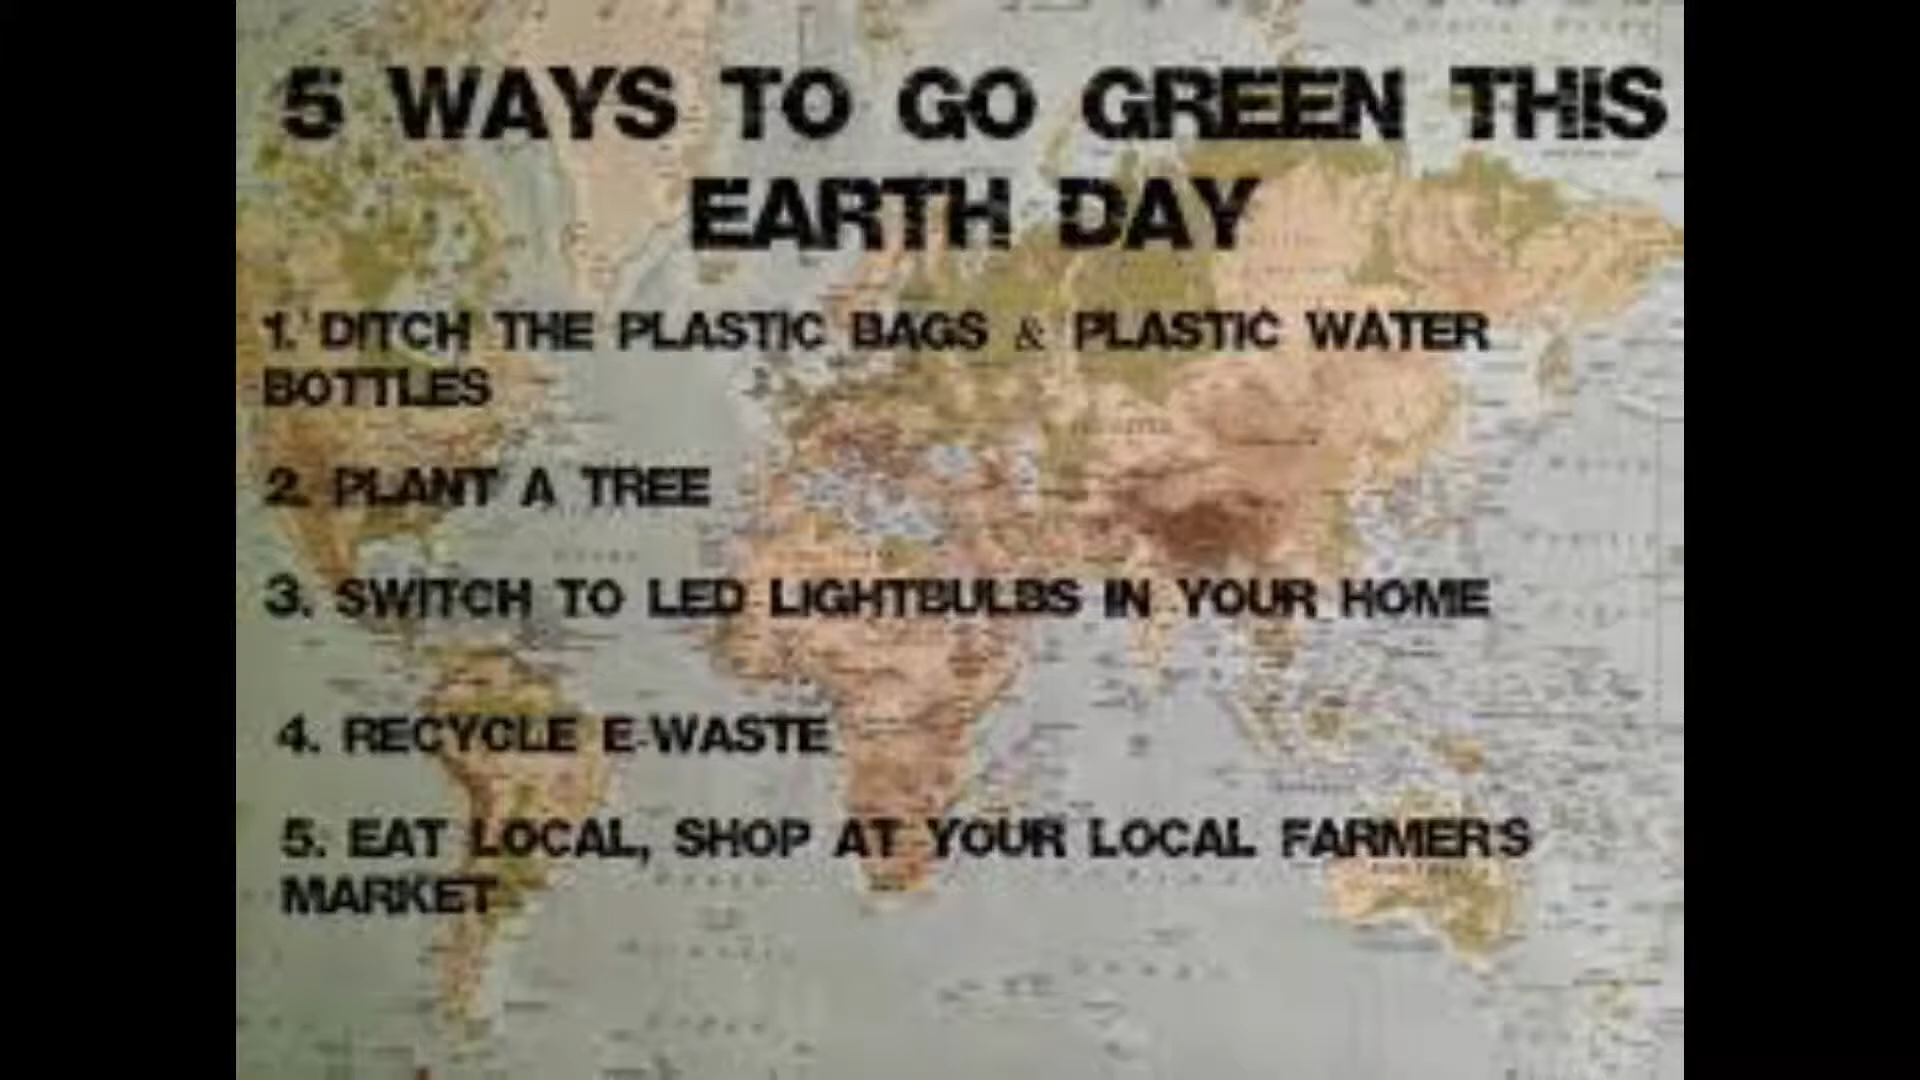 5 WAYS TO GO GREEN THIS
EARTH DAY
1. DITCH THE PLASTIC BAGS & PLASTIC WATER
BOTTLES
2. PLANT A TREE
3. SWITCH TO LED LIGHTBULBS IN YOUR HOME
4. RECYCLE E-WASTE
5. EAT LOCAL, SHOP AT YOUR LOCAL FARMERS
MARKET